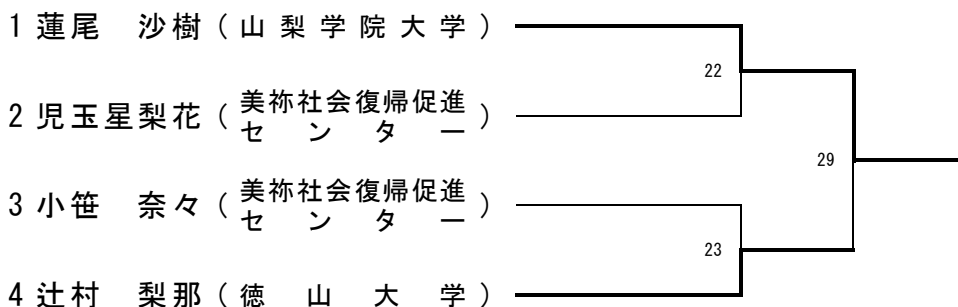 1 蓮尾 沙樹 ( 山梨学院大学 )
22
2 児玉星梨花 ( 美祢社会復帰促進
センター )
29
3 小笹 奈々 ( 美祢社会復帰促進
センター )
23
4 辻村 梨那 ( 徳山大学 )